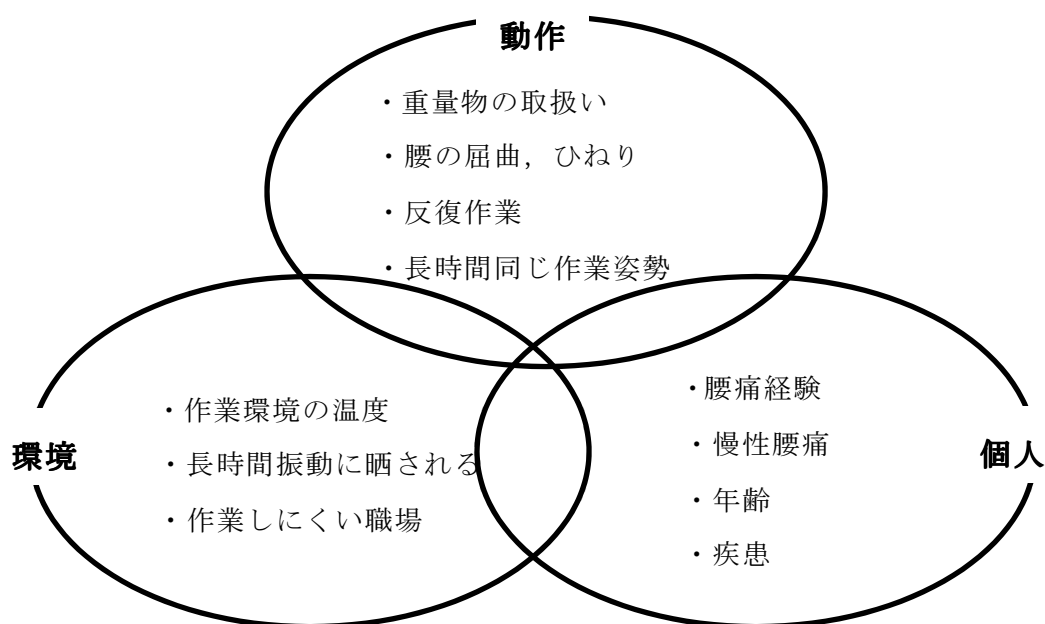 動作
・重量物の取扱い
・腰の屈曲，ひねり
・反復作業
・長時間同じ作業姿勢
環境
・作業環境の温度
・長時間振動に晒される
・作業しにくい職場
個人
・腰痛経験
・慢性腰痛
・年齢
・疾患